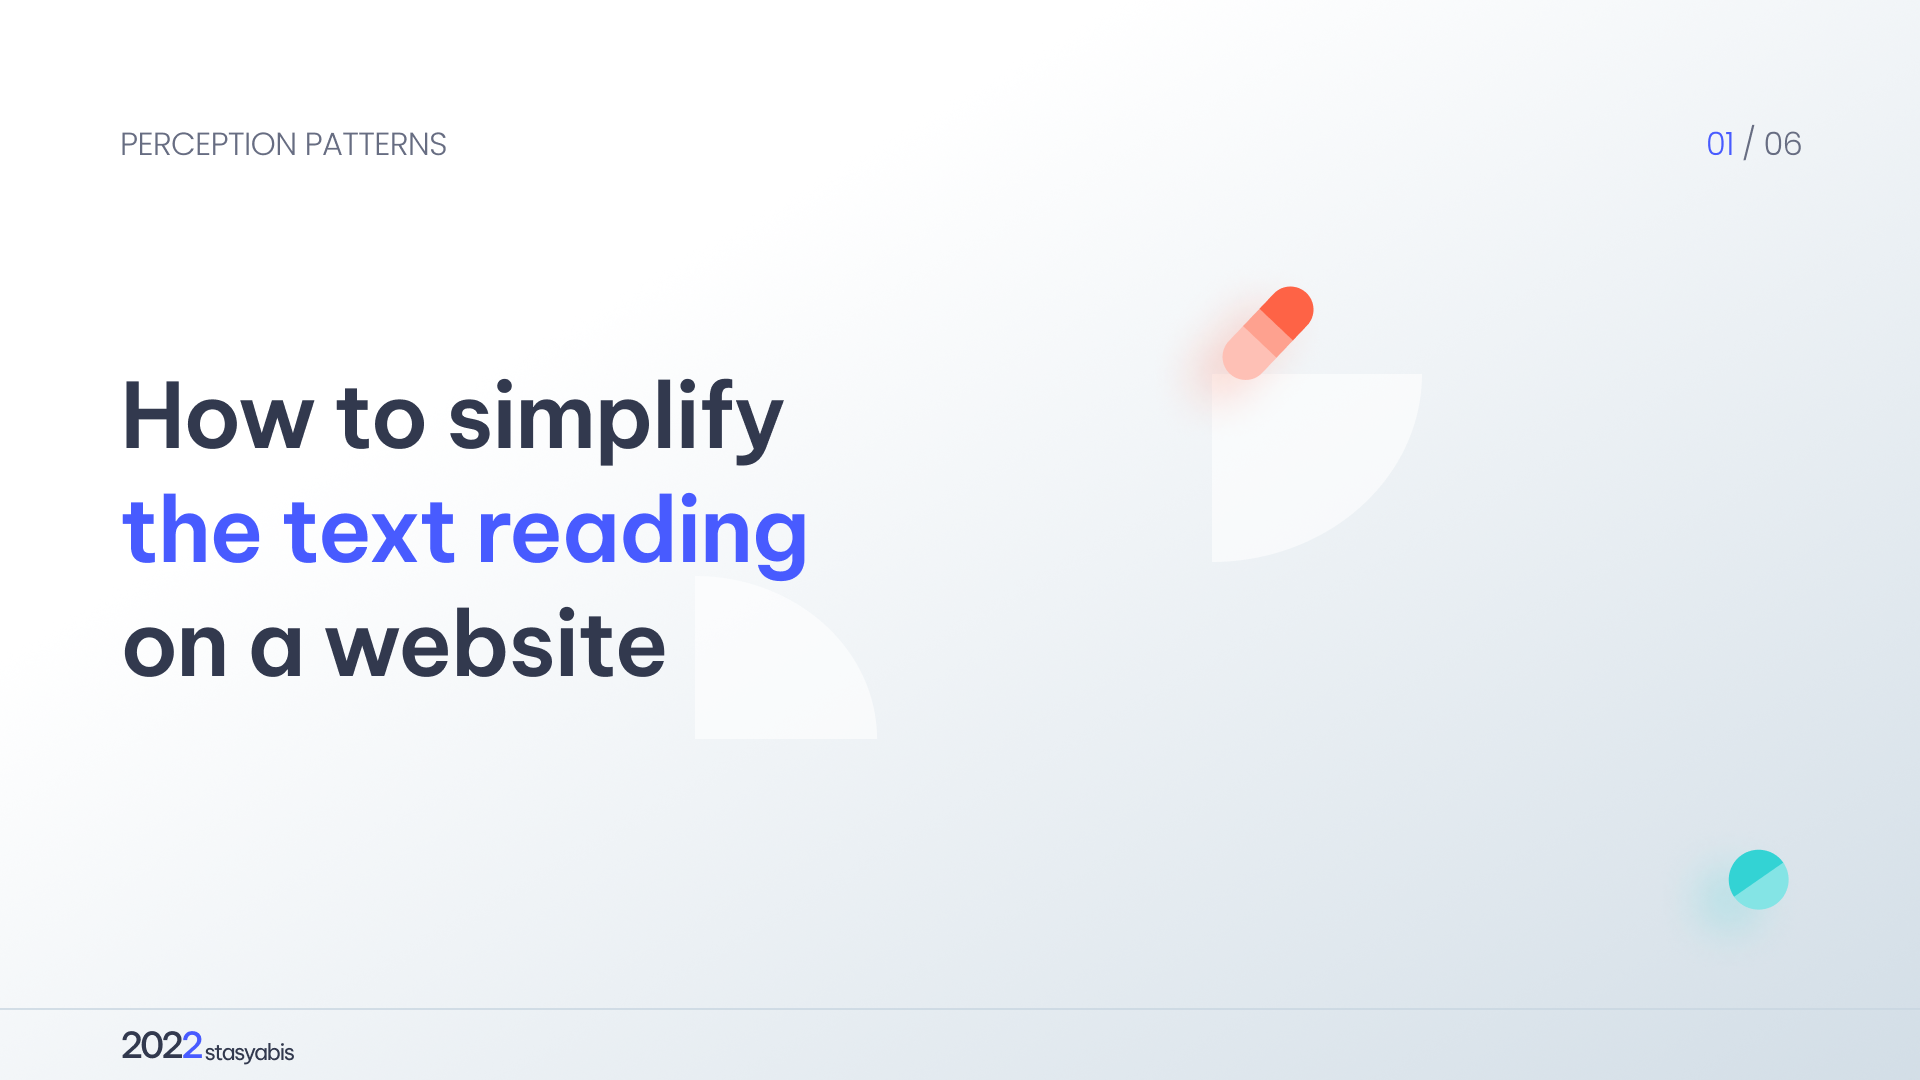 PERCEPTION PATTERNS
01 / 06
How to simplify
the text reading
on a website
2022 stasyabis